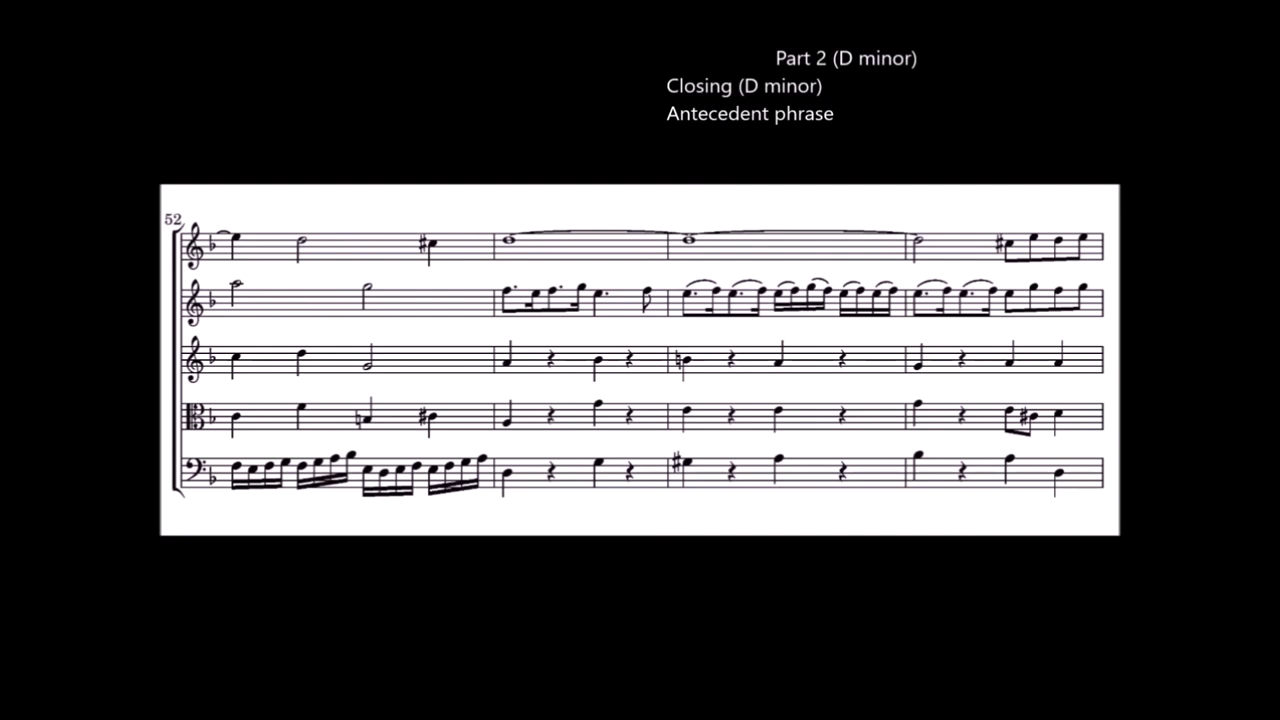 Part 2 (D minor)
Closing (D minor)
Antecedent phrase
52